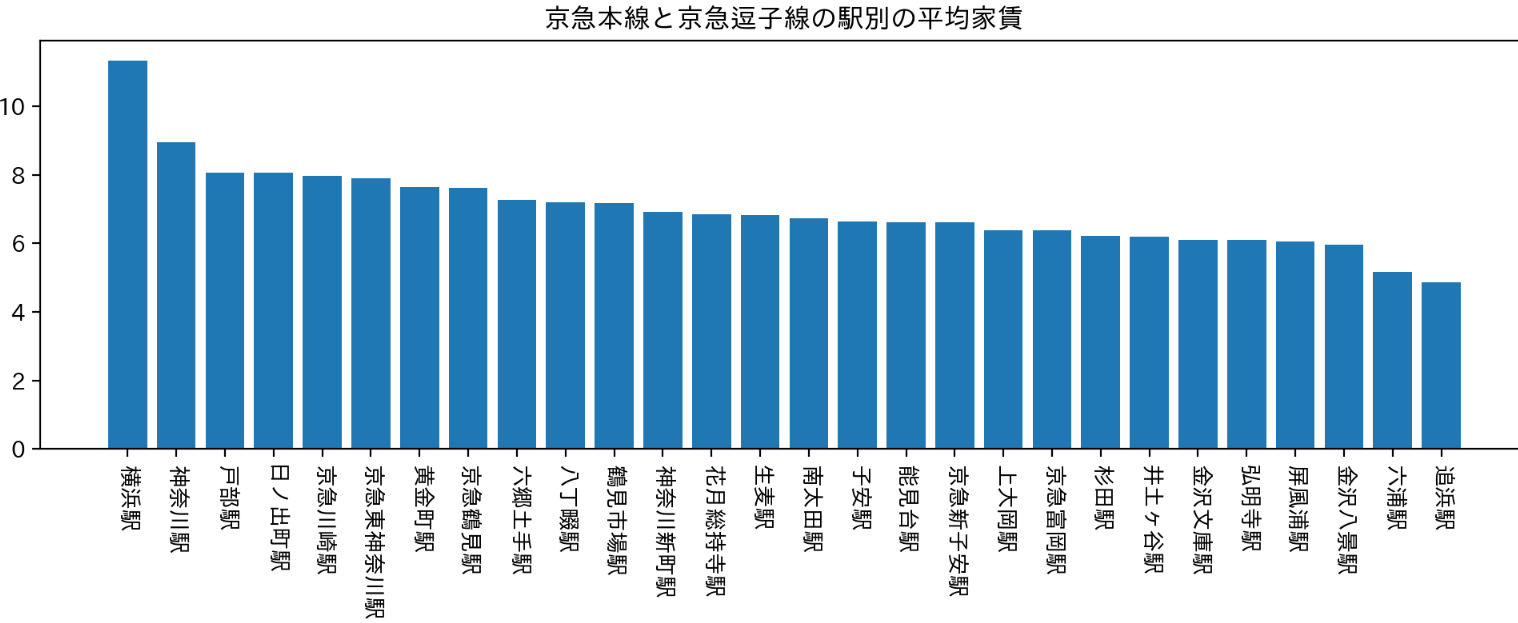 京急本線と京急逗子線の駅別の平均家賃
10
8
6
4
2
0
横浜駅
神奈川駅
戸部駅
日ノ出町駅
京急川崎駅
京急東神奈川駅
黄金町駅
京急鶴見駅
六郷土手駅
八丁畷駅
鶴見市場駅
神奈川新町駅
花月総持寺駅
生麦駅
南太田駅
子安駅
能見台駅
京急新子安駅
上大岡駅
京急富岡駅
杉田駅
井土ヶ谷駅
金沢文庫駅
弘明寺駅
屏風浦駅
金沢八景駅
六浦駅
追浜駅